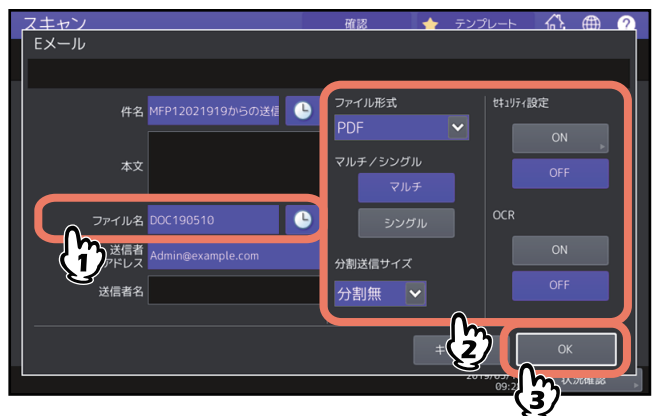 スキャン 確認 テンプレート ?
Eメール
件名 MFP12021919からの送信
本文
ファイル名 DOC190510
送信者
アドレス Admin@example.com
送信者名
1
ファイル形式
PDF
マルチ/シングル
マルチ
シングル
分割送信サイズ
分割無
セキュリティ設定
ON
OFF
OCR
ON
OFF
2
OK
3
09:2
状況確認